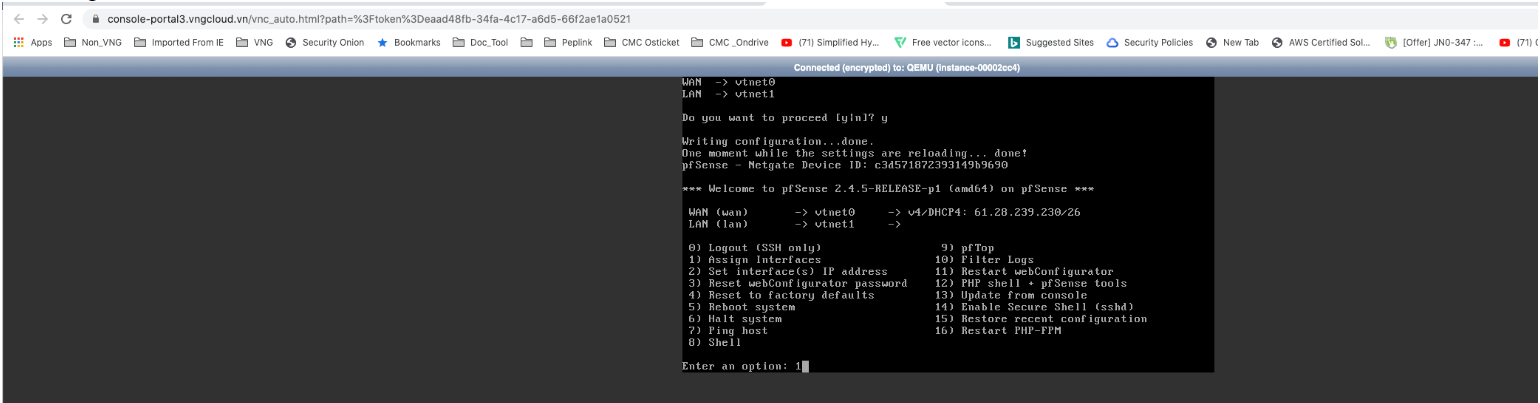 console-portal3.vngcloud.vn/vnc_auto.html?path=%3Ftoken%3Deaad48fb-34fa-4c17-a6d5-66f2ae1a0521
Apps Non_VNG Imported From IE VNG Security Onion Bookmarks Doc_Tool Peplink CMC Osticket CMC _Ondrive (71) Simplified Hy... Free vector icons... Suggested Sites Security Policies New Tab AWS Certified Sol... [Offer] JN0-347 :... (71)
Connected (encrypted) to: QEMU (instance-00002cc4)
WAN -> vtnet0
LAN -> vtnet1
Do you want to proceed [y|n]? y
Writing configuration...done.
One moment while the settings are reloading... done!
pfSense - Netgate Device ID: c3d571872393149b9690
*** Welcome to pfSense 2.4.5-RELEASE-p1 (amd64) on pfSense ***
WAN (wan) -> vtnet0 -> v4/DHCP4: 61.28.239.230/26
LAN (lan) -> vtnet1 ->
0) Logout (SSH only) 9) pfTop
1) Assign Interfaces 10) Filter Logs
2) Set interface(s) IP address 11) Restart webConfigurator
3) Reset webConfigurator password 12) PHP shell + pfSense tools
4) Reset to factory defaults 13) Update from console
5) Reboot system 14) Enable Secure Shell (sshd)
6) Halt system 15) Restore recent configuration
7) Ping host 16) Restart PHP-FPM
8) Shell
Enter an option: 1